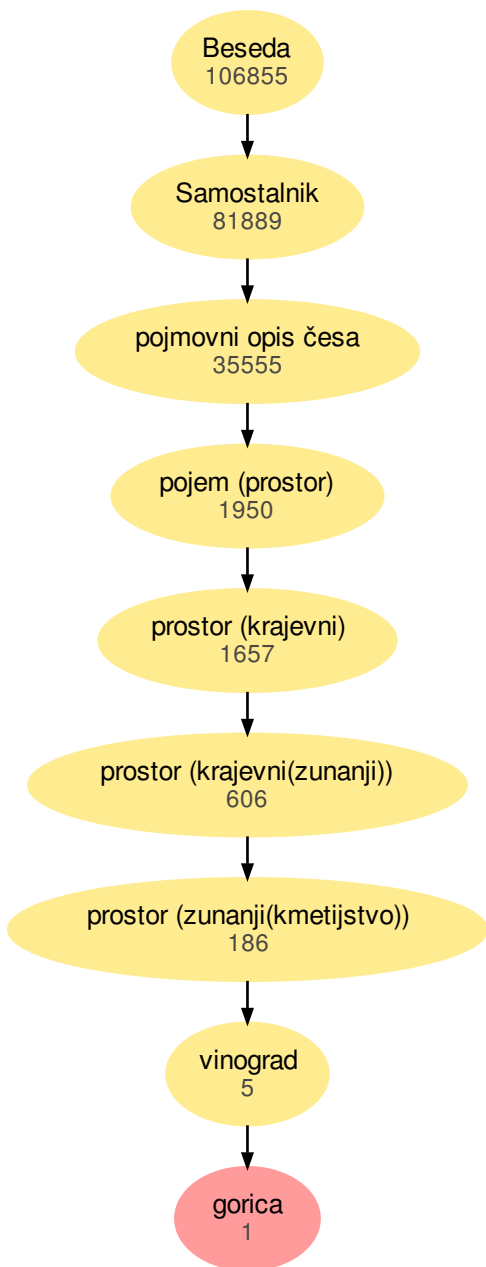 Beseda
106855
Samostalnik
81889
pojmovni opis česa
35555
pojem (prostor)
1950
prostor (krajevni)
1657
prostor (krajevni(zunanji))
606
prostor (zunanji(kmetijstvo))
186
vinograd
5
gorica
1